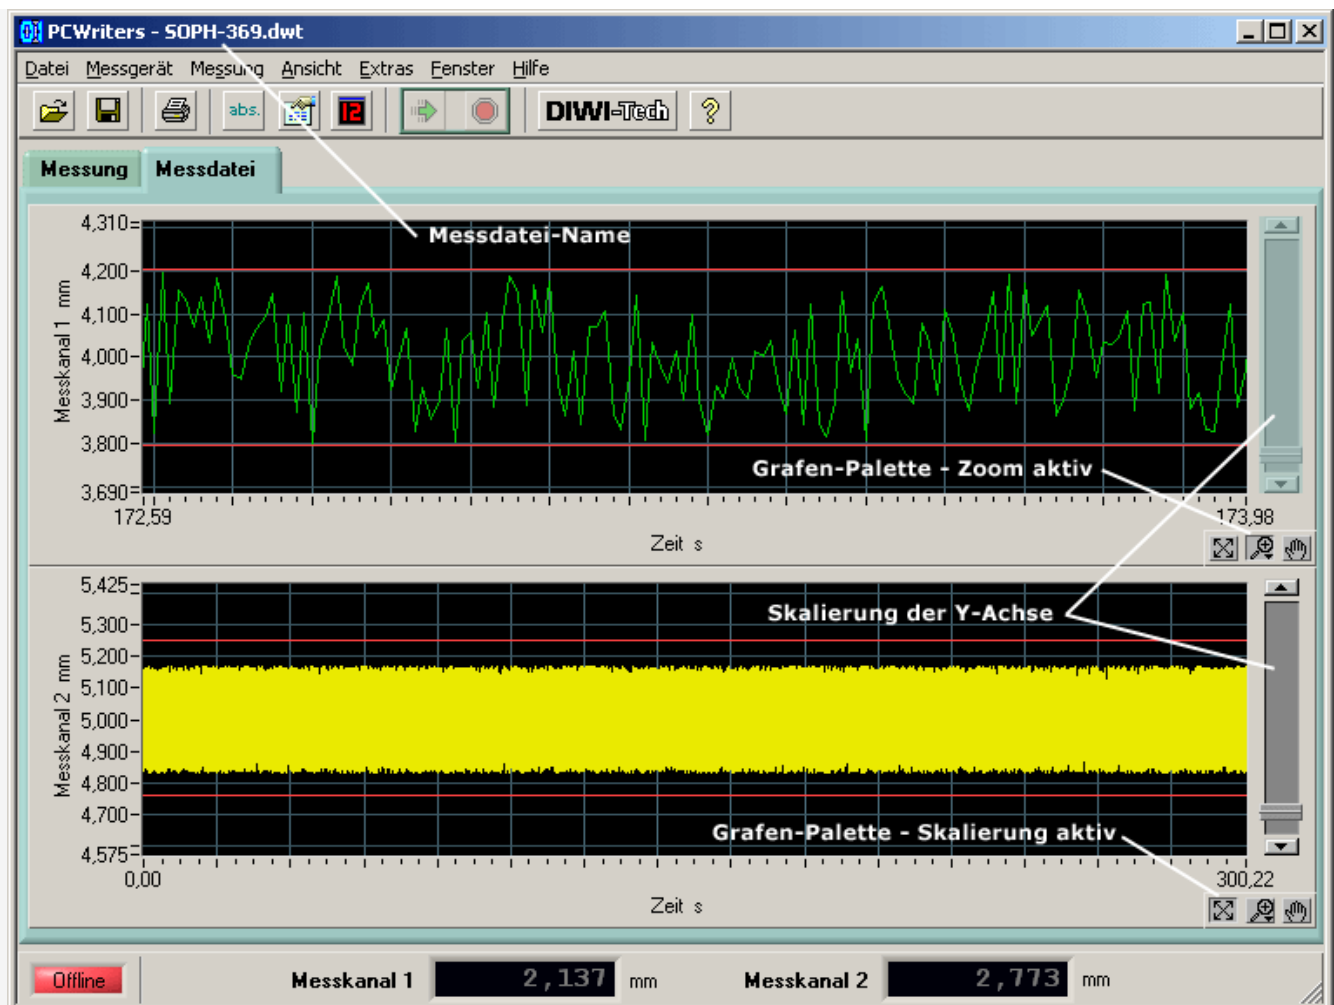 PCWriters - SOPH-369.dwt
Datei Messgerät Messung Ansicht Extras Fenster Hilfe
abs. 12 DIWI-Tech ?
Messung Messdatei
4,310
4,200
4,100
4,000
3,900
3,800
3,690
Messkanal 1 mm
Messdatei-Name
Grafen-Palette - Zoom aktiv
172,59 173,98
Zeit s
5,425
5,300
5,200
5,100
5,000
4,900
4,800
4,700
4,575
Messkanal 2 mm
Skalierung der Y-Achse
Grafen-Palette - Skalierung aktiv
0,00 300,22
Zeit s
Offline Messkanal 1 2,137 mm Messkanal 2 2,773 mm